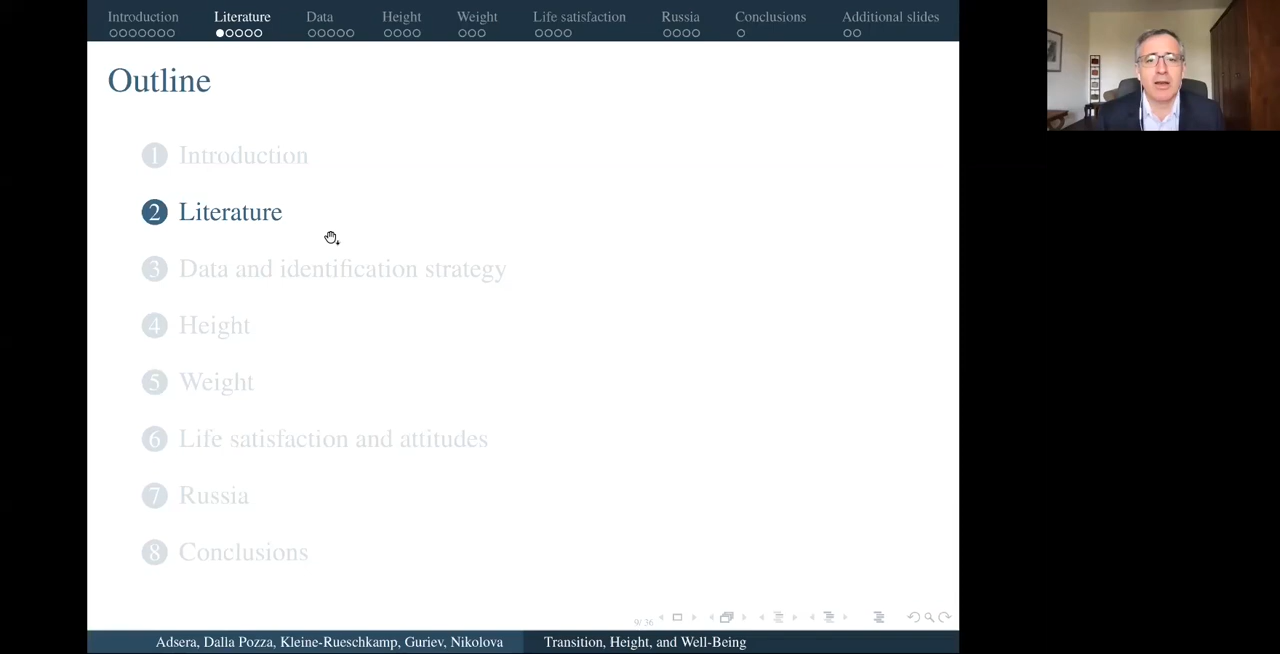 Introduction Literature Data Height Weight Life satisfaction Russia Conclusions Additional slides
Outline
1 Introduction
2 Literature
3 Data and identification strategy
4 Height
5 Weight
6 Life satisfaction and attitudes
7 Russia
8 Conclusions
9/ 36
Adsera, Dalla Pozza, Kleine-Rueschkamp, Guriev, Nikolova Transition, Height, and Well-Being